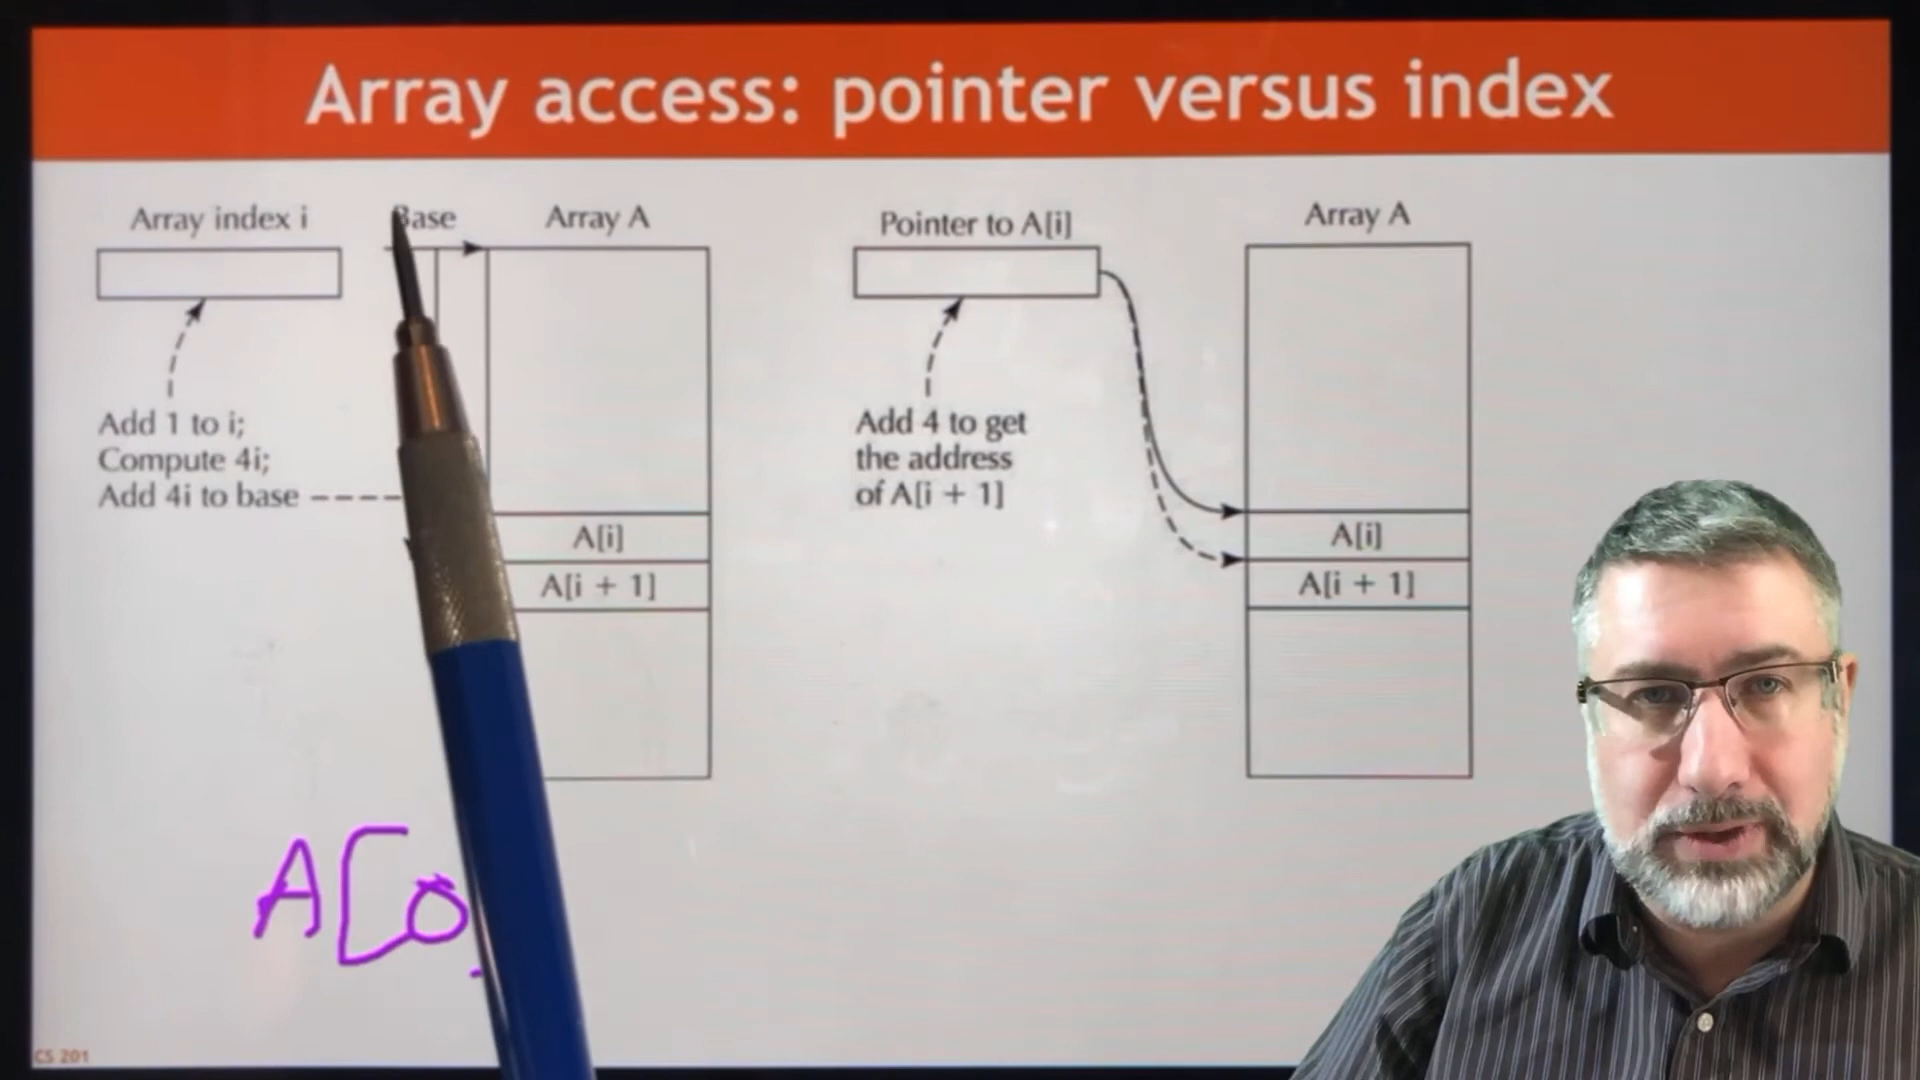 Array access: pointer versus index
Array index i
Base
Array A
Add 1 to i;
Compute 4i;
Add 4i to base
A[i]
A[i + 1]
Pointer to A[i]
Array A
Add 4 to get
the address
of A[i + 1]
A[i]
A[i + 1]
A[0
CS 201